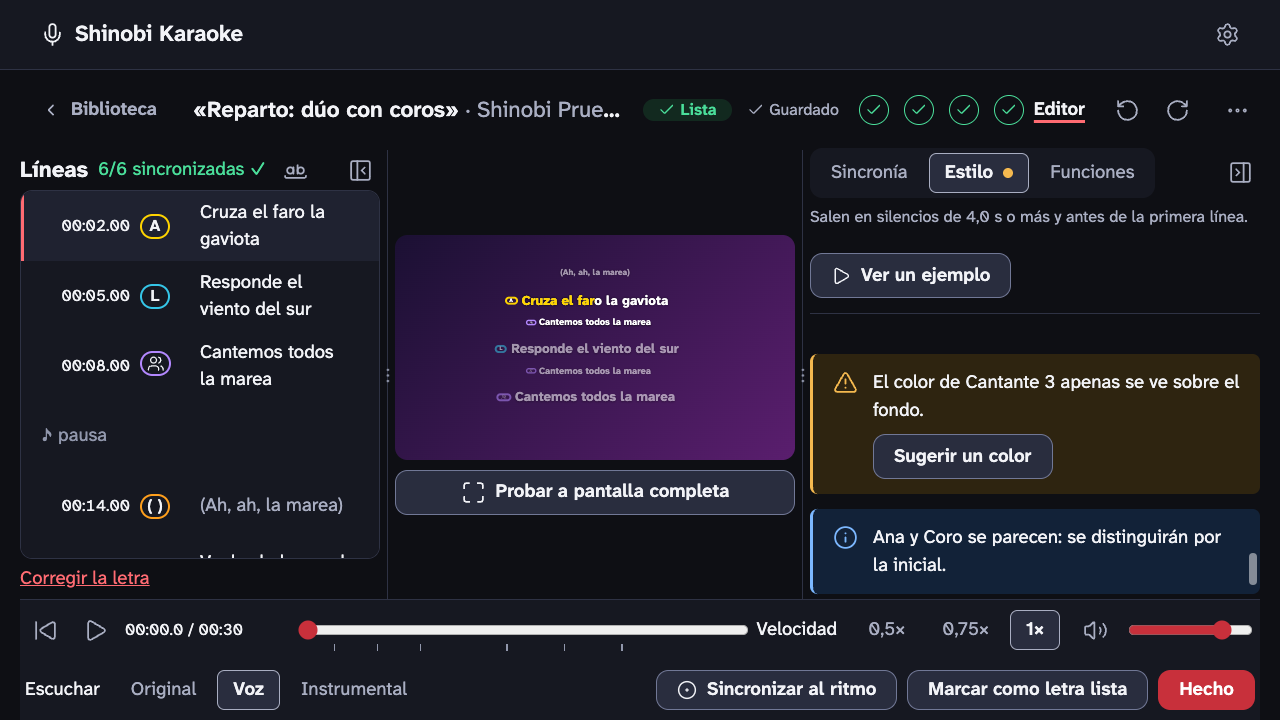 Shinobi Karaoke
Biblioteca
«Reparto: dúo con coros» · Shinobi Prue...
Lista
Guardado
Editor
Líneas 6/6 sincronizadas
ab
00:02.00 A Cruza el faro la gaviota
00:05.00 L Responde el viento del sur
00:08.00 Cantemos todos la marea
pausa
00:14.00 () (Ah, ah, la marea)
Corregir la letra
(Ah, ah, la marea)
Cruza el faro la gaviota
Cantemos todos la marea
Responde el viento del sur
Cantemos todos la marea
Cantemos todos la marea
Probar a pantalla completa
Sincronía Estilo Funciones
Salen en silencios de 4,0 s o más y antes de la primera línea.
Ver un ejemplo
El color de Cantante 3 apenas se ve sobre el
fondo.
Sugerir un color
Ana y Coro se parecen: se distinguirán por
la inicial.
00:00.0 / 00:30
Velocidad 0,5× 0,75× 1×
Escuchar Original Voz Instrumental
Sincronizar al ritmo
Marcar como letra lista
Hecho